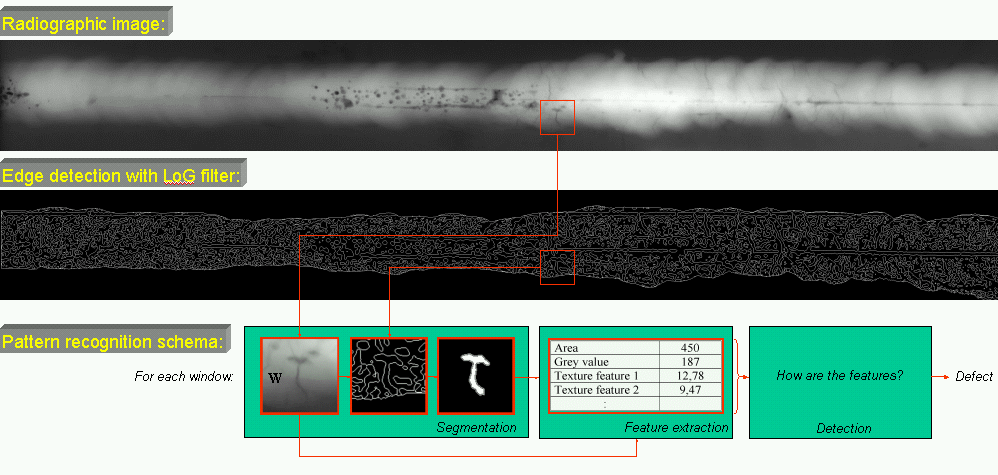 Radiographic image:
Edge detection with LoG filter:
Pattern recognition schema:
For each window:
W
Segmentation
Area 450
Grey value 187
Texture feature 1 12,78
Texture feature 2 9,47
:
Feature extraction
How are the features?
Detection
Defect